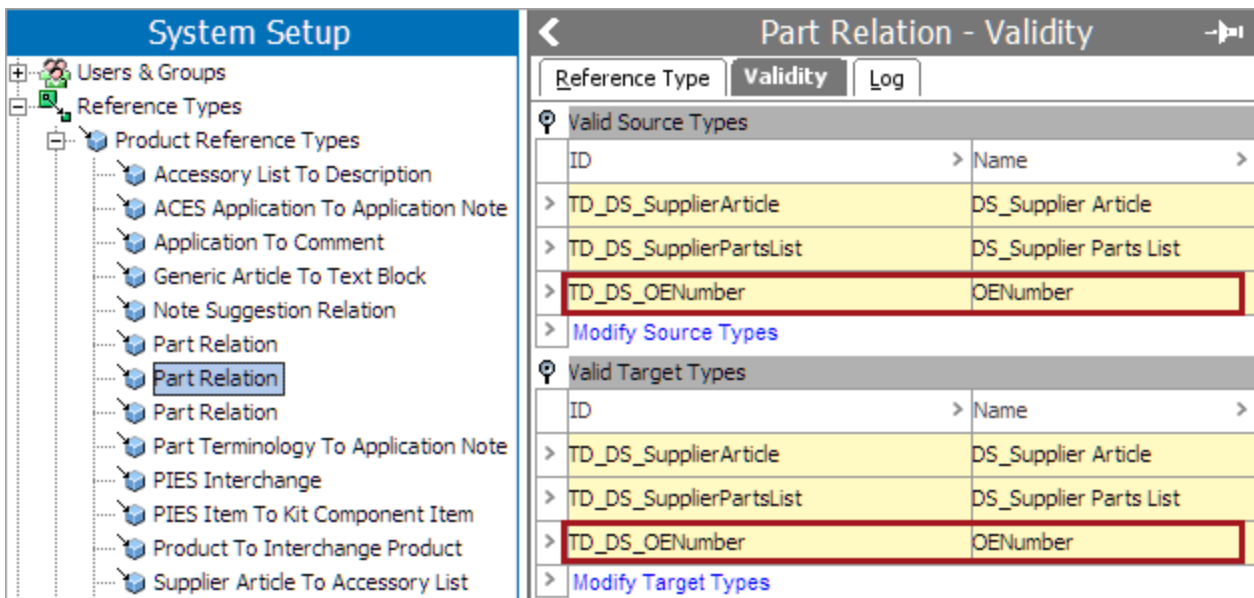 System Setup
Users & Groups
Reference Types
Product Reference Types
Accessory List To Description
ACES Application To Application Note
Application To Comment
Generic Article To Text Block
Note Suggestion Relation
Part Relation
Part Relation
Part Relation
Part Terminology To Application Note
PIES Interchange
PIES Item To Kit Component Item
Product To Interchange Product
Supplier Article To Accessory List
Part Relation - Validity
Reference Type Validity Log
Valid Source Types
ID > Name >
> TD_DS_SupplierArticle DS_Supplier Article
> TD_DS_SupplierPartsList DS_Supplier Parts List
> TD_DS_OENumber OENumber
> Modify Source Types
Valid Target Types
ID > Name >
> TD_DS_SupplierArticle DS_Supplier Article
> TD_DS_SupplierPartsList DS_Supplier Parts List
> TD_DS_OENumber OENumber
> Modify Target Types